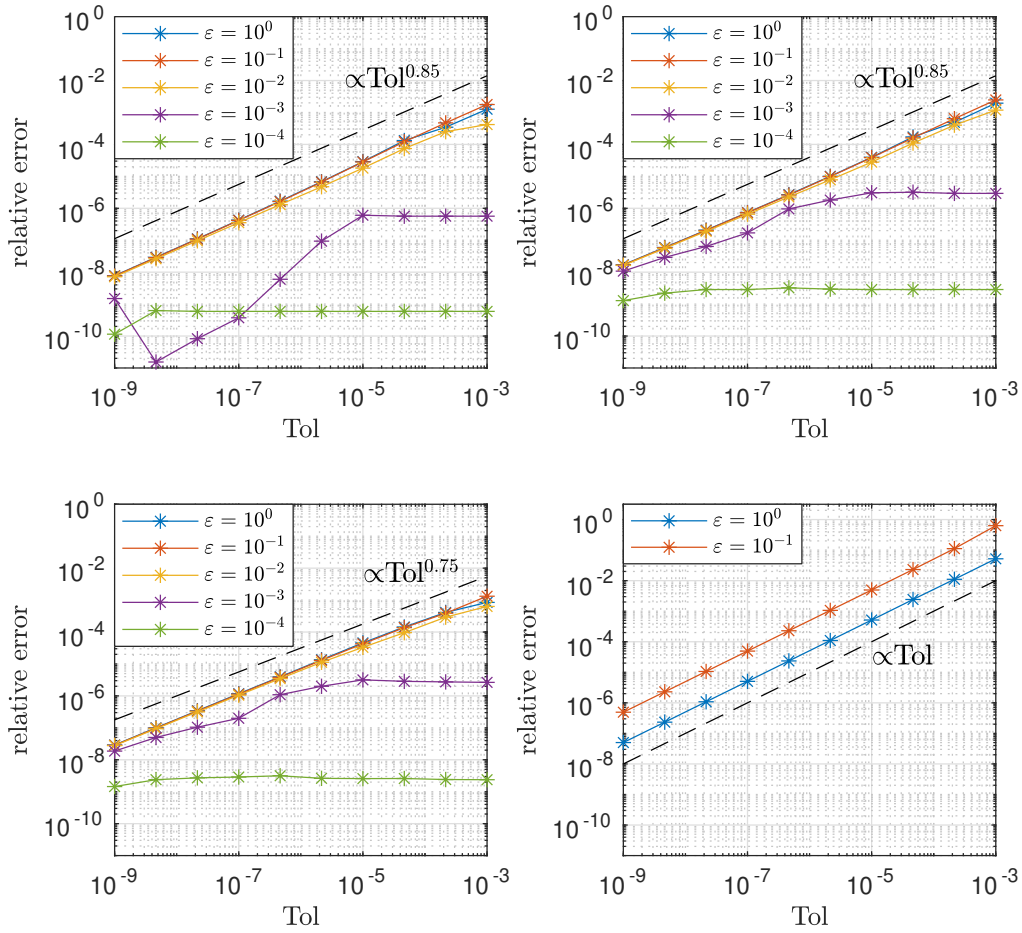 10^0
10^-2
10^-4
10^-6
10^-8
10^-10
relative error
ε = 10^0
ε = 10^-1
ε = 10^-2
ε = 10^-3
ε = 10^-4
∝Tol^0.85
10^-9
10^-7
10^-5
10^-3
Tol
10^0
10^-2
10^-4
10^-6
10^-8
10^-10
relative error
ε = 10^0
ε = 10^-1
ε = 10^-2
ε = 10^-3
ε = 10^-4
∝Tol^0.85
10^-9
10^-7
10^-5
10^-3
Tol
10^0
10^-2
10^-4
10^-6
10^-8
10^-10
relative error
ε = 10^0
ε = 10^-1
ε = 10^-2
ε = 10^-3
ε = 10^-4
∝Tol^0.75
10^-9
10^-7
10^-5
10^-3
Tol
10^0
10^-2
10^-4
10^-6
10^-8
10^-10
relative error
ε = 10^0
ε = 10^-1
∝Tol
10^-9
10^-7
10^-5
10^-3
Tol